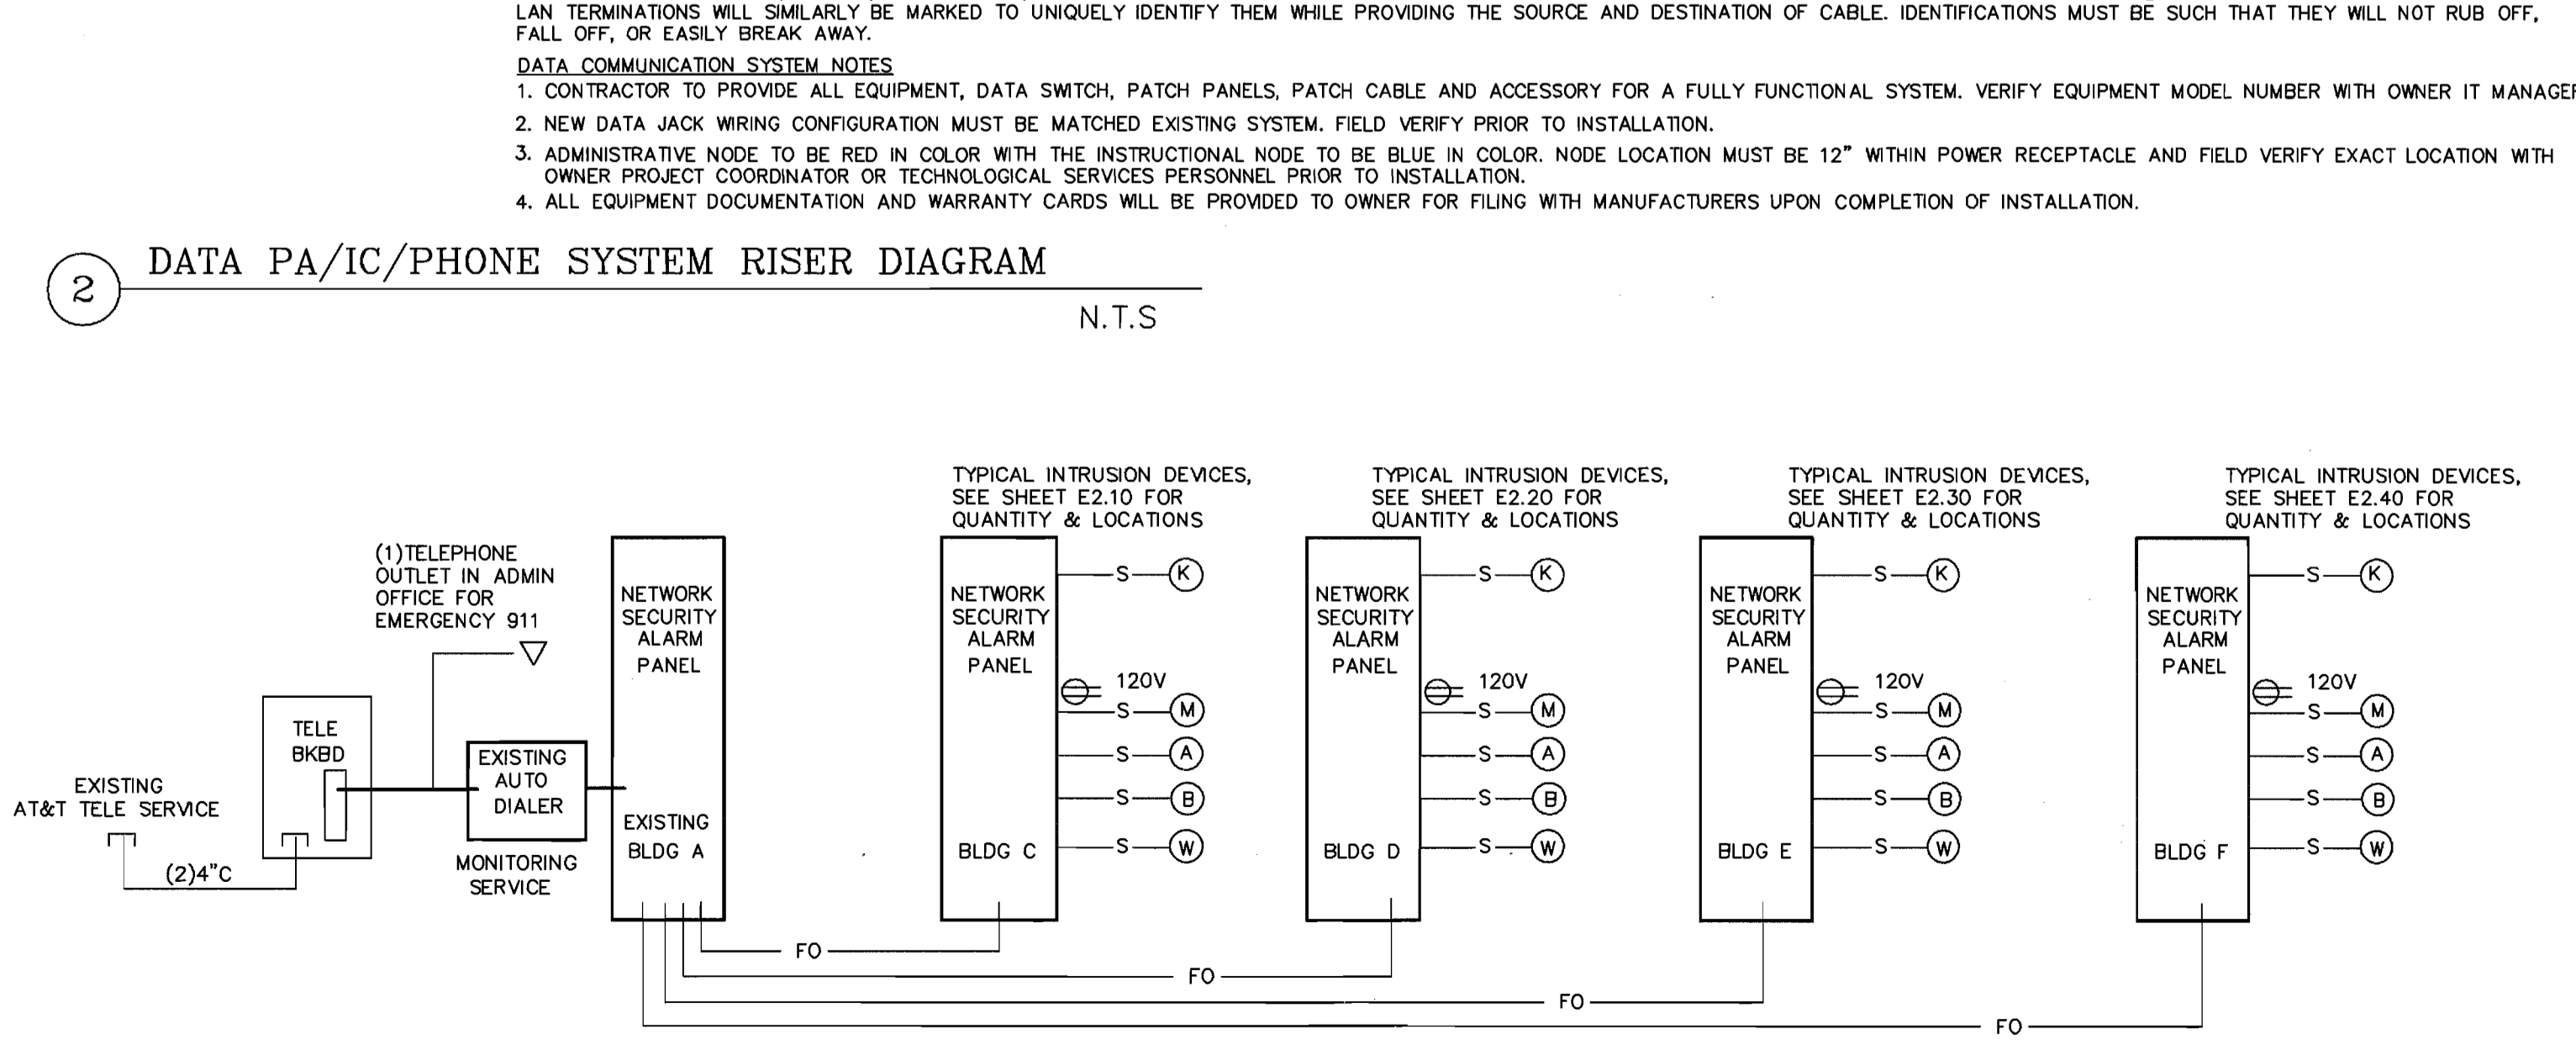 LAN TERMINATIONS WILL SIMILARLY BE MARKED TO UNIQUELY IDENTIFY THEM WHILE PROVIDING THE SOURCE AND DESTINATION OF CABLE. IDENTIFICATIONS MUST BE SUCH THAT THEY WILL NOT RUB OFF,
FALL OFF, OR EASILY BREAK AWAY.
DATA COMMUNICATION SYSTEM NOTES
1. CONTRACTOR TO PROVIDE ALL EQUIPMENT, DATA SWITCH, PATCH PANELS, PATCH CABLE AND ACCESSORY FOR A FULLY FUNCTIONAL SYSTEM. VERIFY EQUIPMENT MODEL NUMBER WITH OWNER IT MANAGER
2. NEW DATA JACK WIRING CONFIGURATION MUST BE MATCHED EXISTING SYSTEM. FIELD VERIFY PRIOR TO INSTALLATION.
3. ADMINISTRATIVE NODE TO BE RED IN COLOR WITH THE INSTRUCTIONAL NODE TO BE BLUE IN COLOR. NODE LOCATION MUST BE 12" WITHIN POWER RECEPTACLE AND FIELD VERIFY EXACT LOCATION WITH
OWNER PROJECT COORDINATOR OR TECHNOLOGICAL SERVICES PERSONNEL PRIOR TO INSTALLATION.
4. ALL EQUIPMENT DOCUMENTATION AND WARRANTY CARDS WILL BE PROVIDED TO OWNER FOR FILING WITH MANUFACTURERS UPON COMPLETION OF INSTALLATION.
2
DATA PA/IC/PHONE SYSTEM RISER DIAGRAM
N.T.S
EXISTING
AT&T TELE SERVICE
(2)4"C
TELE
BKBD
(1)TELEPHONE
OUTLET IN ADMIN
OFFICE FOR
EMERGENCY 911
EXISTING
AUTO
DIALER
MONITORING
SERVICE
NETWORK
SECURITY
ALARM
PANEL
EXISTING
BLDG A
TYPICAL INTRUSION DEVICES,
SEE SHEET E2.10 FOR
QUANTITY & LOCATIONS
NETWORK
SECURITY
ALARM
PANEL
BLDG C
S K
120V
S M
S A
S B
S W
TYPICAL INTRUSION DEVICES,
SEE SHEET E2.20 FOR
QUANTITY & LOCATIONS
NETWORK
SECURITY
ALARM
PANEL
BLDG D
S K
120V
S M
S A
S B
S W
TYPICAL INTRUSION DEVICES,
SEE SHEET E2.30 FOR
QUANTITY & LOCATIONS
NETWORK
SECURITY
ALARM
PANEL
BLDG E
S K
120V
S M
S A
S B
S W
TYPICAL INTRUSION DEVICES,
SEE SHEET E2.40 FOR
QUANTITY & LOCATIONS
NETWORK
SECURITY
ALARM
PANEL
BLDG F
S K
120V
S M
S A
S B
S W
FO
FO
FO
FO